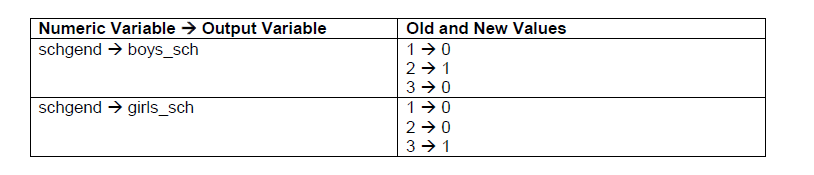 Numeric Variable → Output Variable
Old and New Values
schgend → boys_sch
1 → 0
2 → 1
3 → 0
schgend → girls_sch
1 → 0
2 → 0
3 → 1